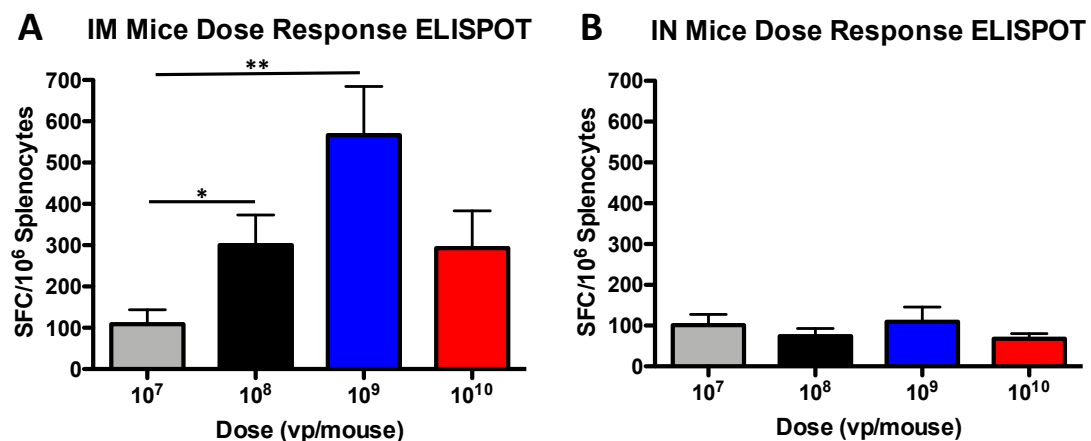 A IM Mice Dose Response ELISPOT
SFC/10⁶ Splenocytes
700
600
500
400
300
200
100
0
**
*
10⁷ 10⁸ 10⁹ 10¹⁰
Dose (vp/mouse)
B IN Mice Dose Response ELISPOT
SFC/10⁶ Splenocytes
700
600
500
400
300
200
100
0
10⁷ 10⁸ 10⁹ 10¹⁰
Dose (vp/mouse)